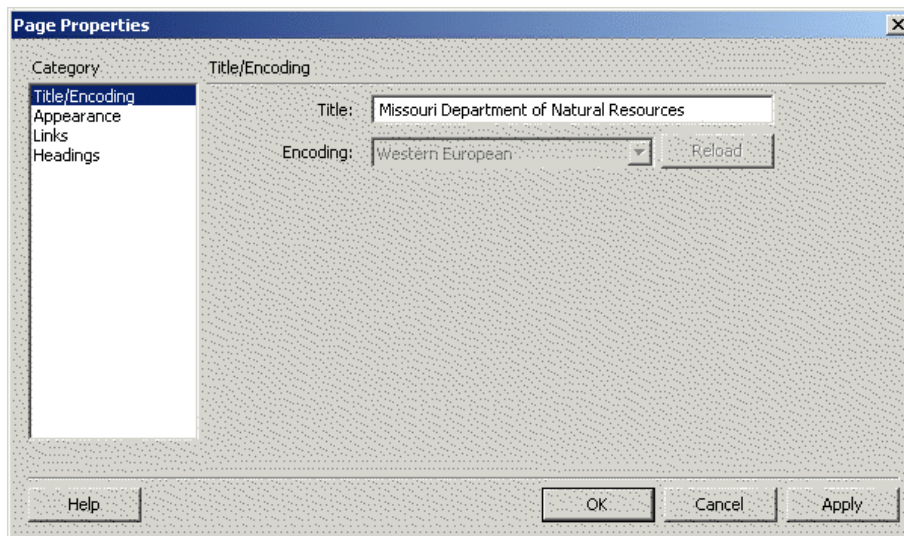 Page Properties
Category
Title/Encoding
Title/Encoding
Appearance
Links
Headings
Title: Missouri Department of Natural Resources
Encoding: Western European Reload
Help OK Cancel Apply